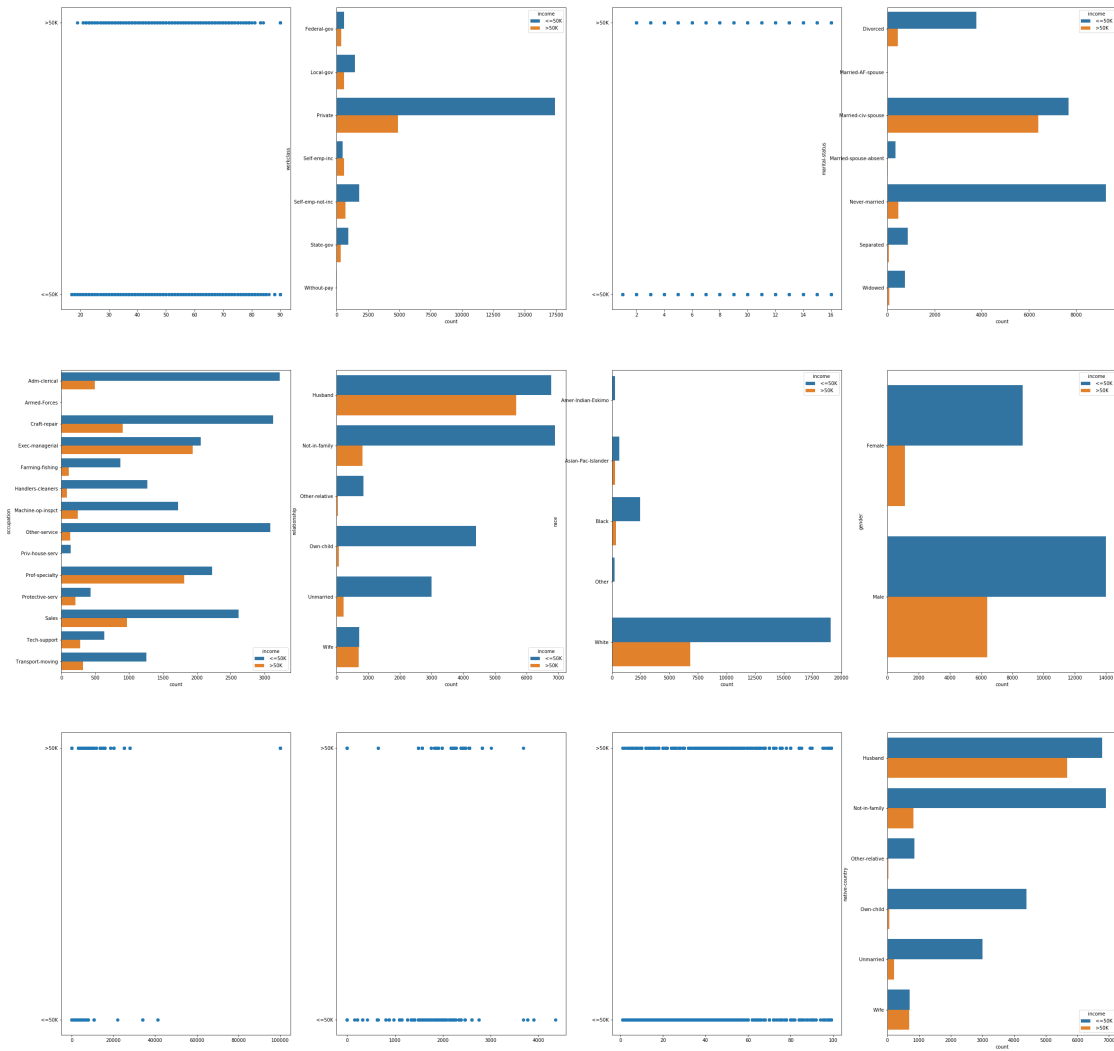 >50K
<=50K
20 30 40 50 60 70 80 90
workclass
Federal-gov
Local-gov
Private
Self-emp-inc
Self-emp-not-inc
State-gov
Without-pay
0 2500 5000 7500 10000 12500 15000 17500
count
income
<=50K
>50K
>50K
<=50K
2 4 6 8 10 12 14 16
marital-status
Divorced
Married-AF-spouse
Married-civ-spouse
Married-spouse-absent
Never-married
Separated
Widowed
0 2000 4000 6000 8000
count
income
<=50K
>50K
occupation
Adm-clerical
Armed-Forces
Craft-repair
Exec-managerial
Farming-fishing
Handlers-cleaners
Machine-op-inspct
Other-service
Priv-house-serv
Prof-specialty
Protective-serv
Sales
Tech-support
Transport-moving
0 500 1000 1500 2000 2500 3000
count
income
<=50K
>50K
relationship
Husband
Not-in-family
Other-relative
Own-child
Unmarried
Wife
0 1000 2000 3000 4000 5000 6000 7000
count
income
<=50K
>50K
race
Amer-Indian-Eskimo
Asian-Pac-Islander
Black
Other
White
0 2500 5000 7500 10000 12500 15000 17500 20000
count
income
<=50K
>50K
gender
Female
Male
0 2000 4000 6000 8000 10000 12000 14000
count
income
<=50K
>50K
>50K
<=50K
0 20000 40000 60000 80000 100000
>50K
<=50K
0 1000 2000 3000 4000
>50K
<=50K
0 20 40 60 80 100
native-country
Husband
Not-in-family
Other-relative
Own-child
Unmarried
Wife
0 1000 2000 3000 4000 5000 6000 7000
count
income
<=50K
>50K